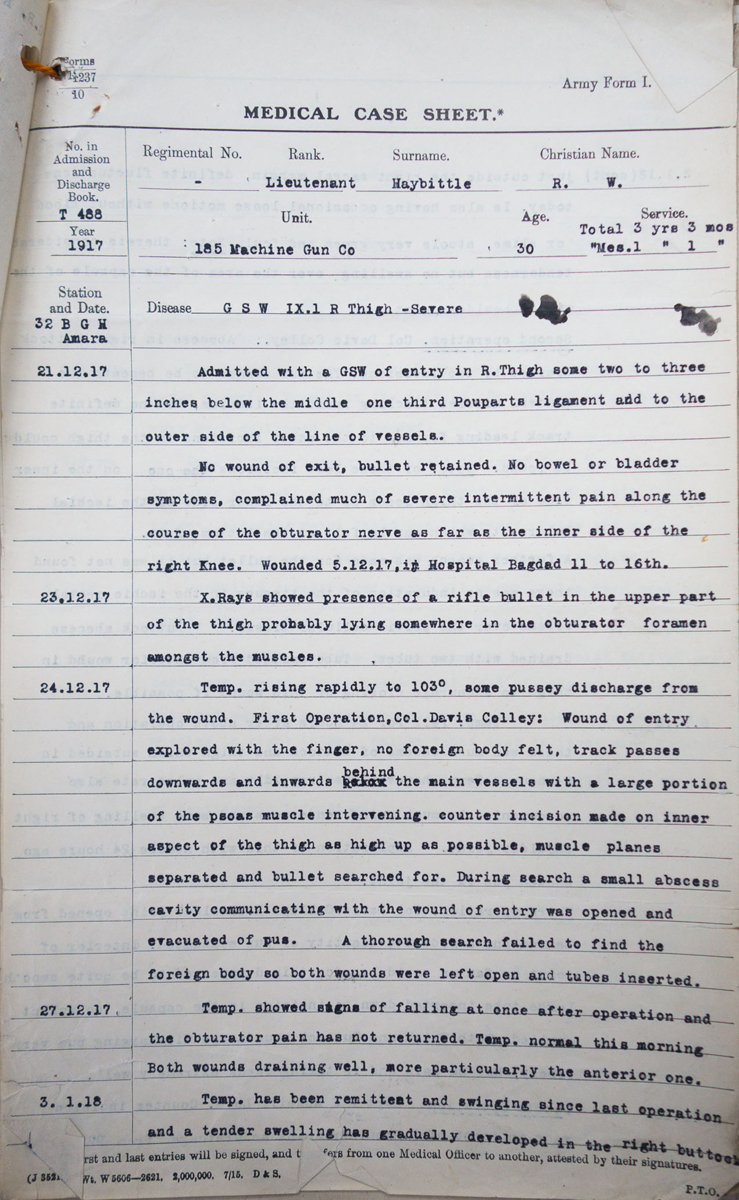 Forms
1237
10
Army Form I.
MEDICAL CASE SHEET.*
No. in
Admission
and
Discharge
Book.
T 488
Year
1917
Regimental No. Rank. Surname. Christian Name.
- Lieutenant Haybittle R. W.
Unit. Age. Service.
Total 3 yrs 3 mos
185 Machine Gun Co 30 "Mes.1 " 1 "
Station
and Date.
32 B G H
Amara
Disease G S W IX.1 R Thigh -Severe
21.12.17 Admitted with a GSW of entry in R.Thigh some two to three
inches below the middle one third Pouparts ligament and to the
outer side of the line of vessels.
No wound of exit, bullet retained. No bowel or bladder
symptoms, complained much of severe intermittent pain along the
course of the obturator nerve as far as the inner side of the
right Knee. Wounded 5.12.17,in Hospital Bagdad 11 to 16th.
23.12.17 X.Rays showed presence of a rifle bullet in the upper part
of the thigh probably lying somewhere in the obturator foramen
amongst the muscles.
24.12.17 Temp. rising rapidly to 103°, some pussey discharge from
the wound. First Operation,Col.Davis Colley: Wound of entry
explored with the finger, no foreign body felt, track passes
downwards and inwards behind the main vessels with a large portion
of the psoas muscle intervening. counter incision made on inner
aspect of the thigh as high up as possible, muscle planes
separated and bullet searched for. During search a small abscess
cavity communicating with the wound of entry was opened and
evacuated of pus. A thorough search failed to find the
foreign body so both wounds were left open and tubes inserted.
27.12.17. Temp. showed signs of falling at once after operation and
the obturator pain has not returned. Temp. normal this morning
Both wounds draining well, more particularly the anterior one.
3. 1.18 Temp. has been remittent and swinging since last operation
and a tender swelling has gradually developed in the right buttock
rst and last entries will be signed, and t fers from one Medical Officer to another, attested by their signatures.
(J 352 Wt. W 5606—2621. 2,000,000. 7/15. D & S.
P.T.O.